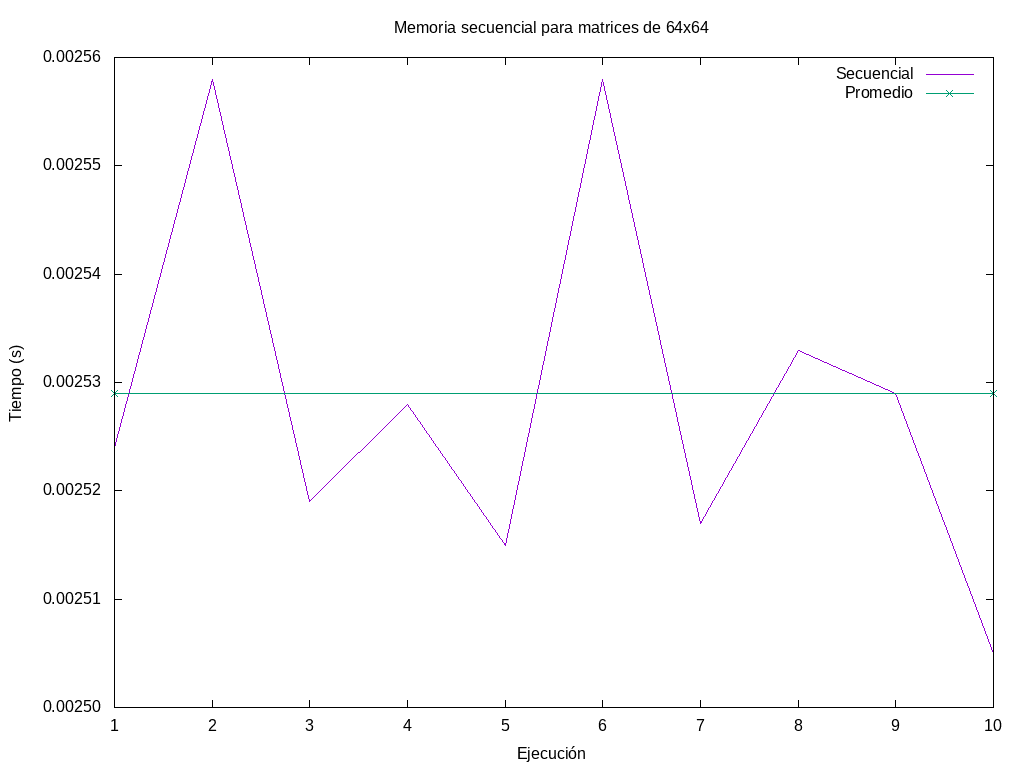 Memoria secuencial para matrices de 64x64
Secuencial
Promedio
0.00256
0.00255
0.00254
0.00253
0.00252
0.00251
0.00250
Tiempo (s)
1 2 3 4 5 6 7 8 9 10
Ejecución